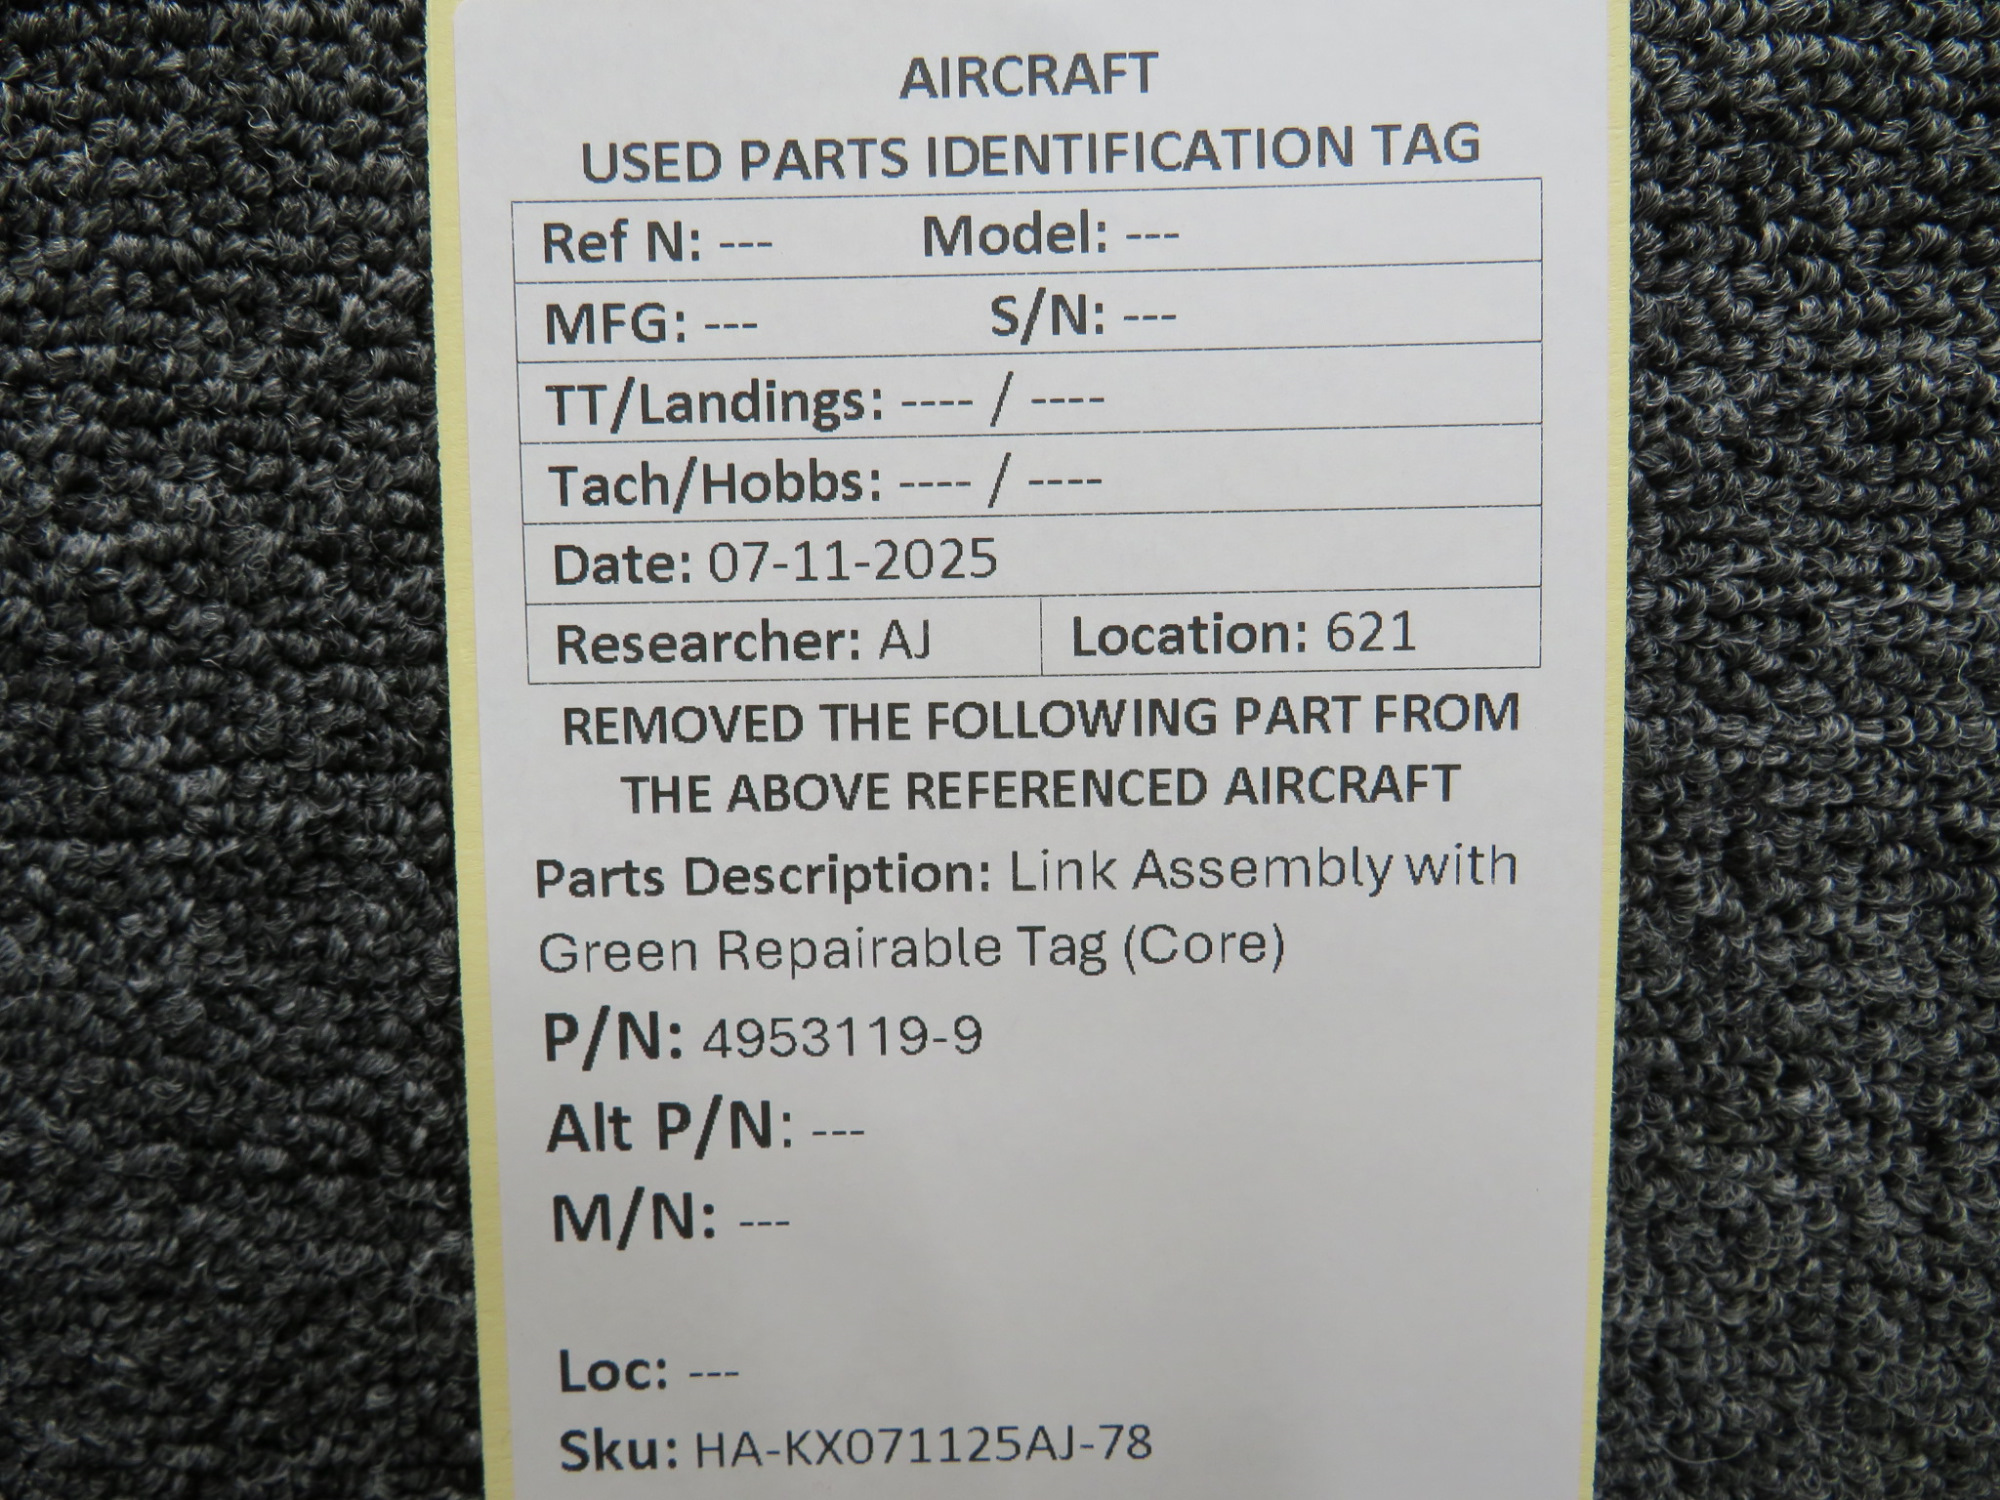 AIRCRAFT
USED PARTS IDENTIFICATION TAG
Ref N: --- Model: ---
MFG: --- S/N: ---
TT/Landings: ---- / ----
Tach/Hobbs: ---- / ----
Date: 07-11-2025
Researcher: AJ Location: 621
REMOVED THE FOLLOWING PART FROM
THE ABOVE REFERENCED AIRCRAFT
Parts Description: Link Assembly with
Green Repairable Tag (Core)
P/N: 4953119-9
Alt P/N: ---
M/N: ---
Loc: ---
Sku: HA-KX071125AJ-78